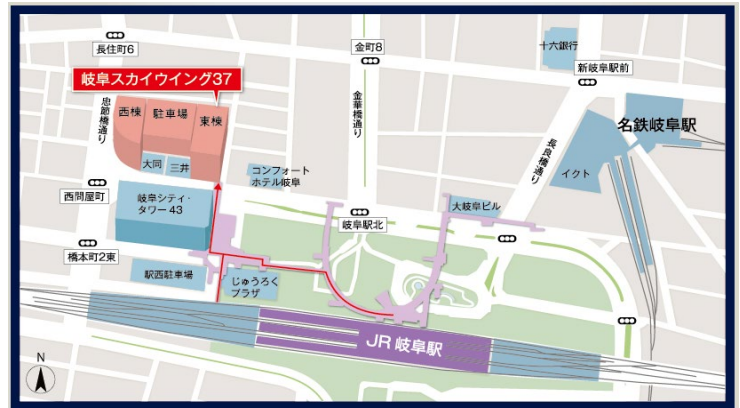 長住町6
金町8
十六銀行
新岐阜駅前
岐阜スカイウイング37
忠節橋通り
西棟
駐車場
東棟
金華橋通り
長良橋通り
名鉄岐阜駅
大同
三井
コンフォート
ホテル岐阜
イクト
西問屋町
岐阜シティ・
タワー43
岐阜駅北
大岐阜ビル
橋本町2東
駅西駐車場
じゅうろく
プラザ
JR 岐阜駅
N